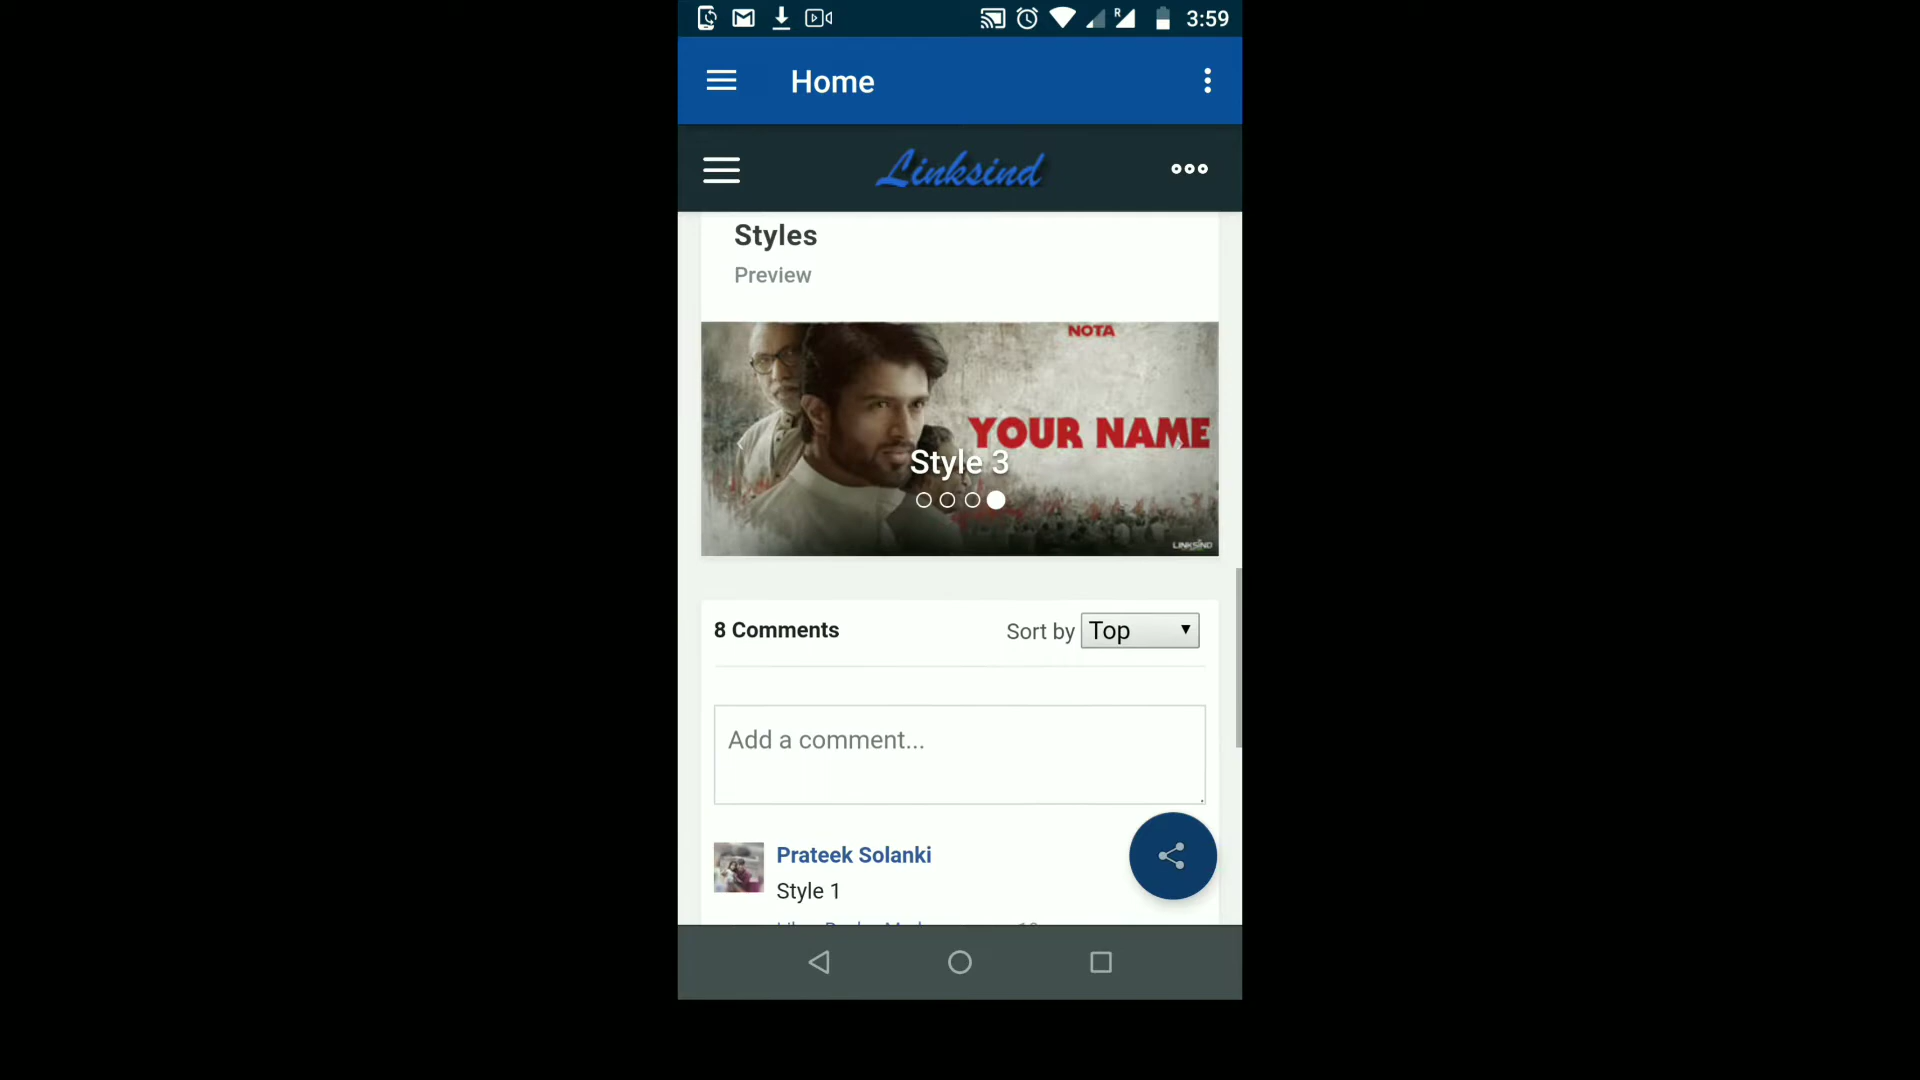 3:59
Home
Linksind
Styles
Preview
NOTA
YOUR NAME
Style 3
LINKSIND
8 Comments
Sort by Top
Add a comment...
Prateek Solanki
Style 1